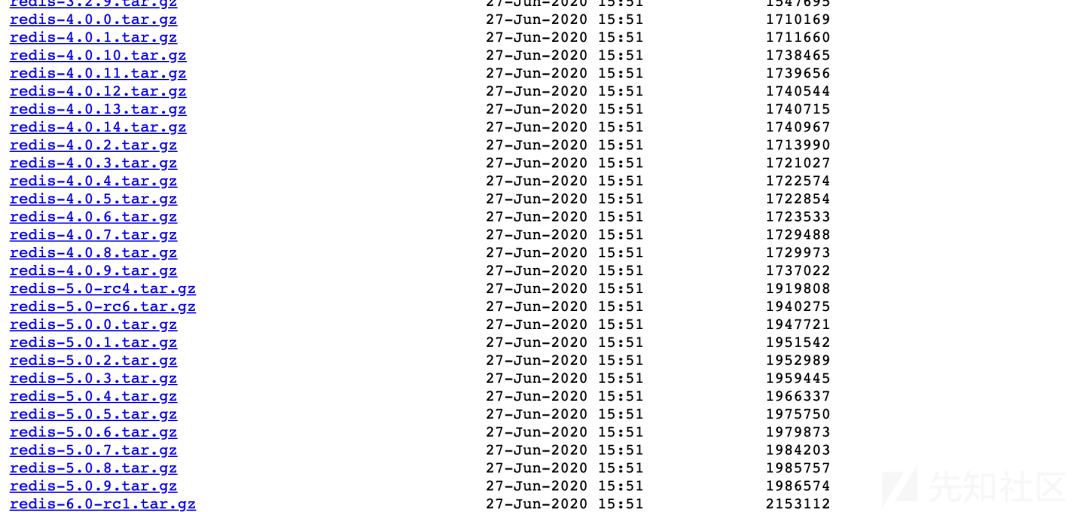 redis-3.2.9.tar.gz 27-Jun-2020 15:51 1547695
redis-4.0.0.tar.gz 27-Jun-2020 15:51 1710169
redis-4.0.1.tar.gz 27-Jun-2020 15:51 1711660
redis-4.0.10.tar.gz 27-Jun-2020 15:51 1738465
redis-4.0.11.tar.gz 27-Jun-2020 15:51 1739656
redis-4.0.12.tar.gz 27-Jun-2020 15:51 1740544
redis-4.0.13.tar.gz 27-Jun-2020 15:51 1740715
redis-4.0.14.tar.gz 27-Jun-2020 15:51 1740967
redis-4.0.2.tar.gz 27-Jun-2020 15:51 1713990
redis-4.0.3.tar.gz 27-Jun-2020 15:51 1721027
redis-4.0.4.tar.gz 27-Jun-2020 15:51 1722574
redis-4.0.5.tar.gz 27-Jun-2020 15:51 1722854
redis-4.0.6.tar.gz 27-Jun-2020 15:51 1723533
redis-4.0.7.tar.gz 27-Jun-2020 15:51 1729488
redis-4.0.8.tar.gz 27-Jun-2020 15:51 1729973
redis-4.0.9.tar.gz 27-Jun-2020 15:51 1737022
redis-5.0-rc4.tar.gz 27-Jun-2020 15:51 1919808
redis-5.0-rc6.tar.gz 27-Jun-2020 15:51 1940275
redis-5.0.0.tar.gz 27-Jun-2020 15:51 1947721
redis-5.0.1.tar.gz 27-Jun-2020 15:51 1951542
redis-5.0.2.tar.gz 27-Jun-2020 15:51 1952989
redis-5.0.3.tar.gz 27-Jun-2020 15:51 1959445
redis-5.0.4.tar.gz 27-Jun-2020 15:51 1966337
redis-5.0.5.tar.gz 27-Jun-2020 15:51 1975750
redis-5.0.6.tar.gz 27-Jun-2020 15:51 1979873
redis-5.0.7.tar.gz 27-Jun-2020 15:51 1984203
redis-5.0.8.tar.gz 27-Jun-2020 15:51 1985757
redis-5.0.9.tar.gz 27-Jun-2020 15:51 1986574
redis-6.0-rc1.tar.gz 27-Jun-2020 15:51 2153112
先知社区